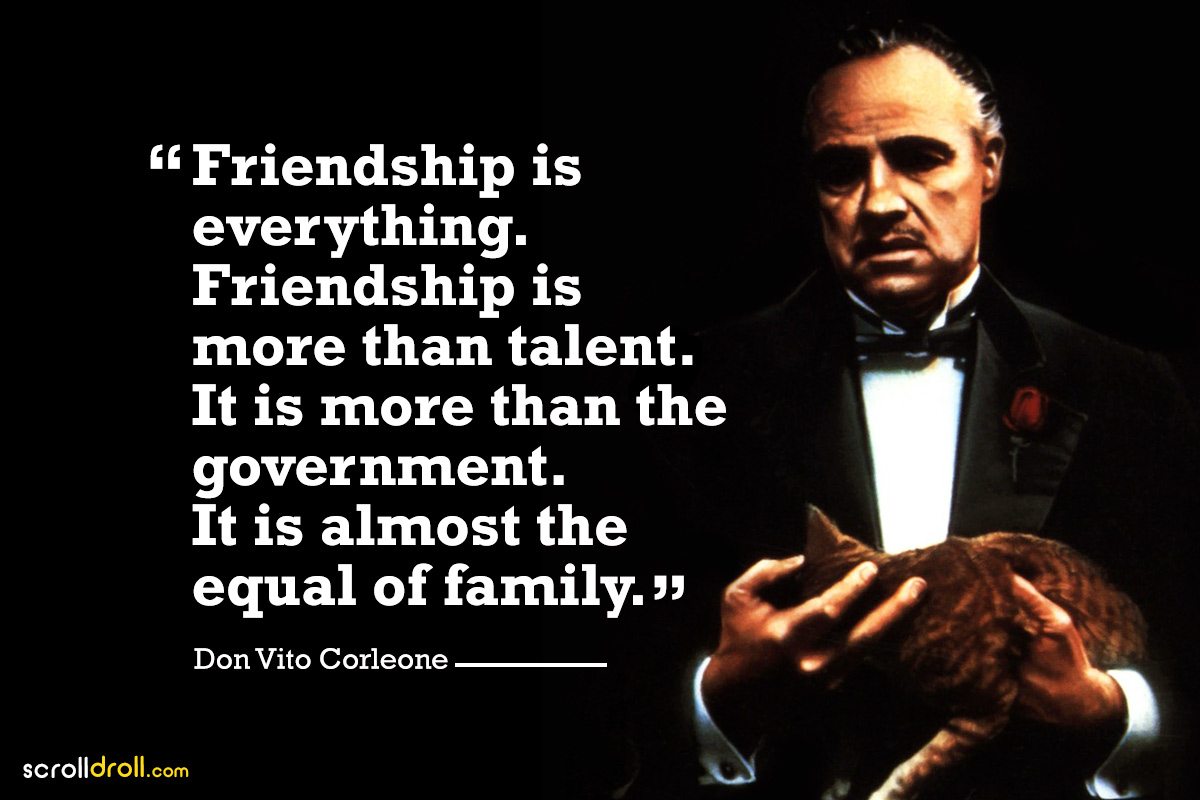 “Friendship is
everything.
Friendship is
more than talent.
It is more than the
government.
It is almost the
equal of family.”
Don Vito Corleone
scrolldroll.com